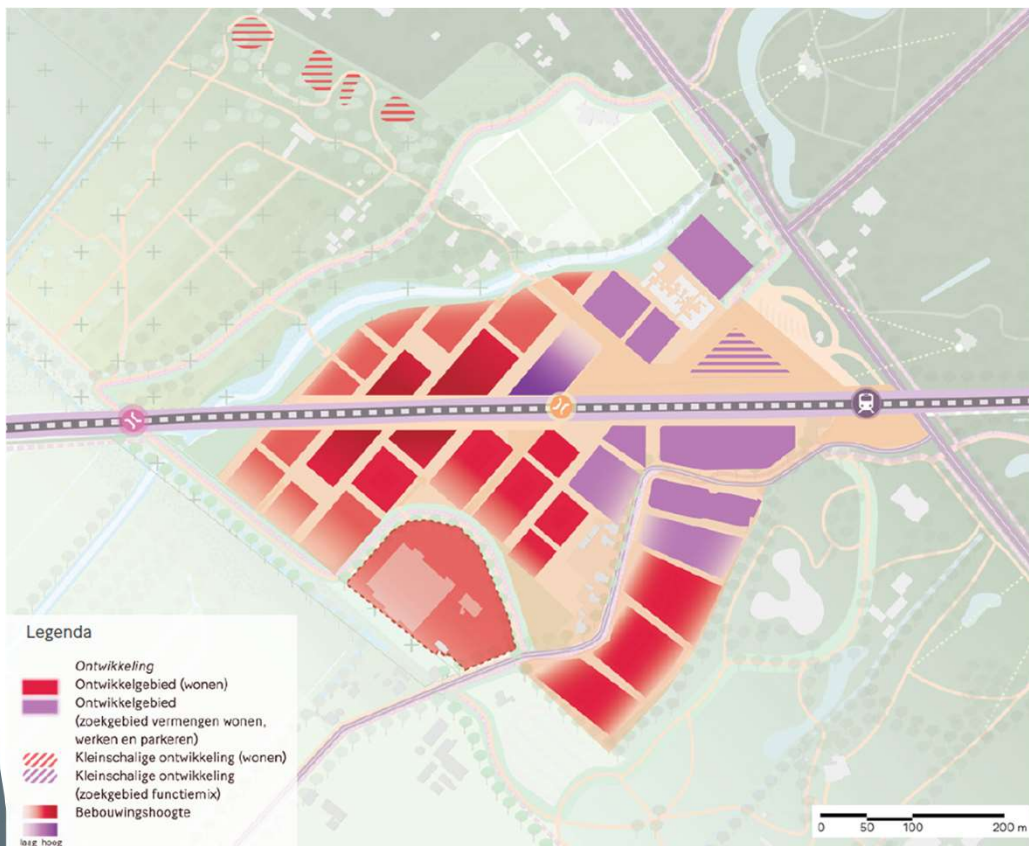 Legenda
Ontwikkeling
Ontwikkelgebied (wonen)
Ontwikkelgebied
(zoekgebied vermengen wonen,
werken en parkeren)
Kleinschalige ontwikkeling (wonen)
Kleinschalige ontwikkeling
(zoekgebied functiemix)
Bebouwingshoogte
laag hoog
0 50 100 200 m